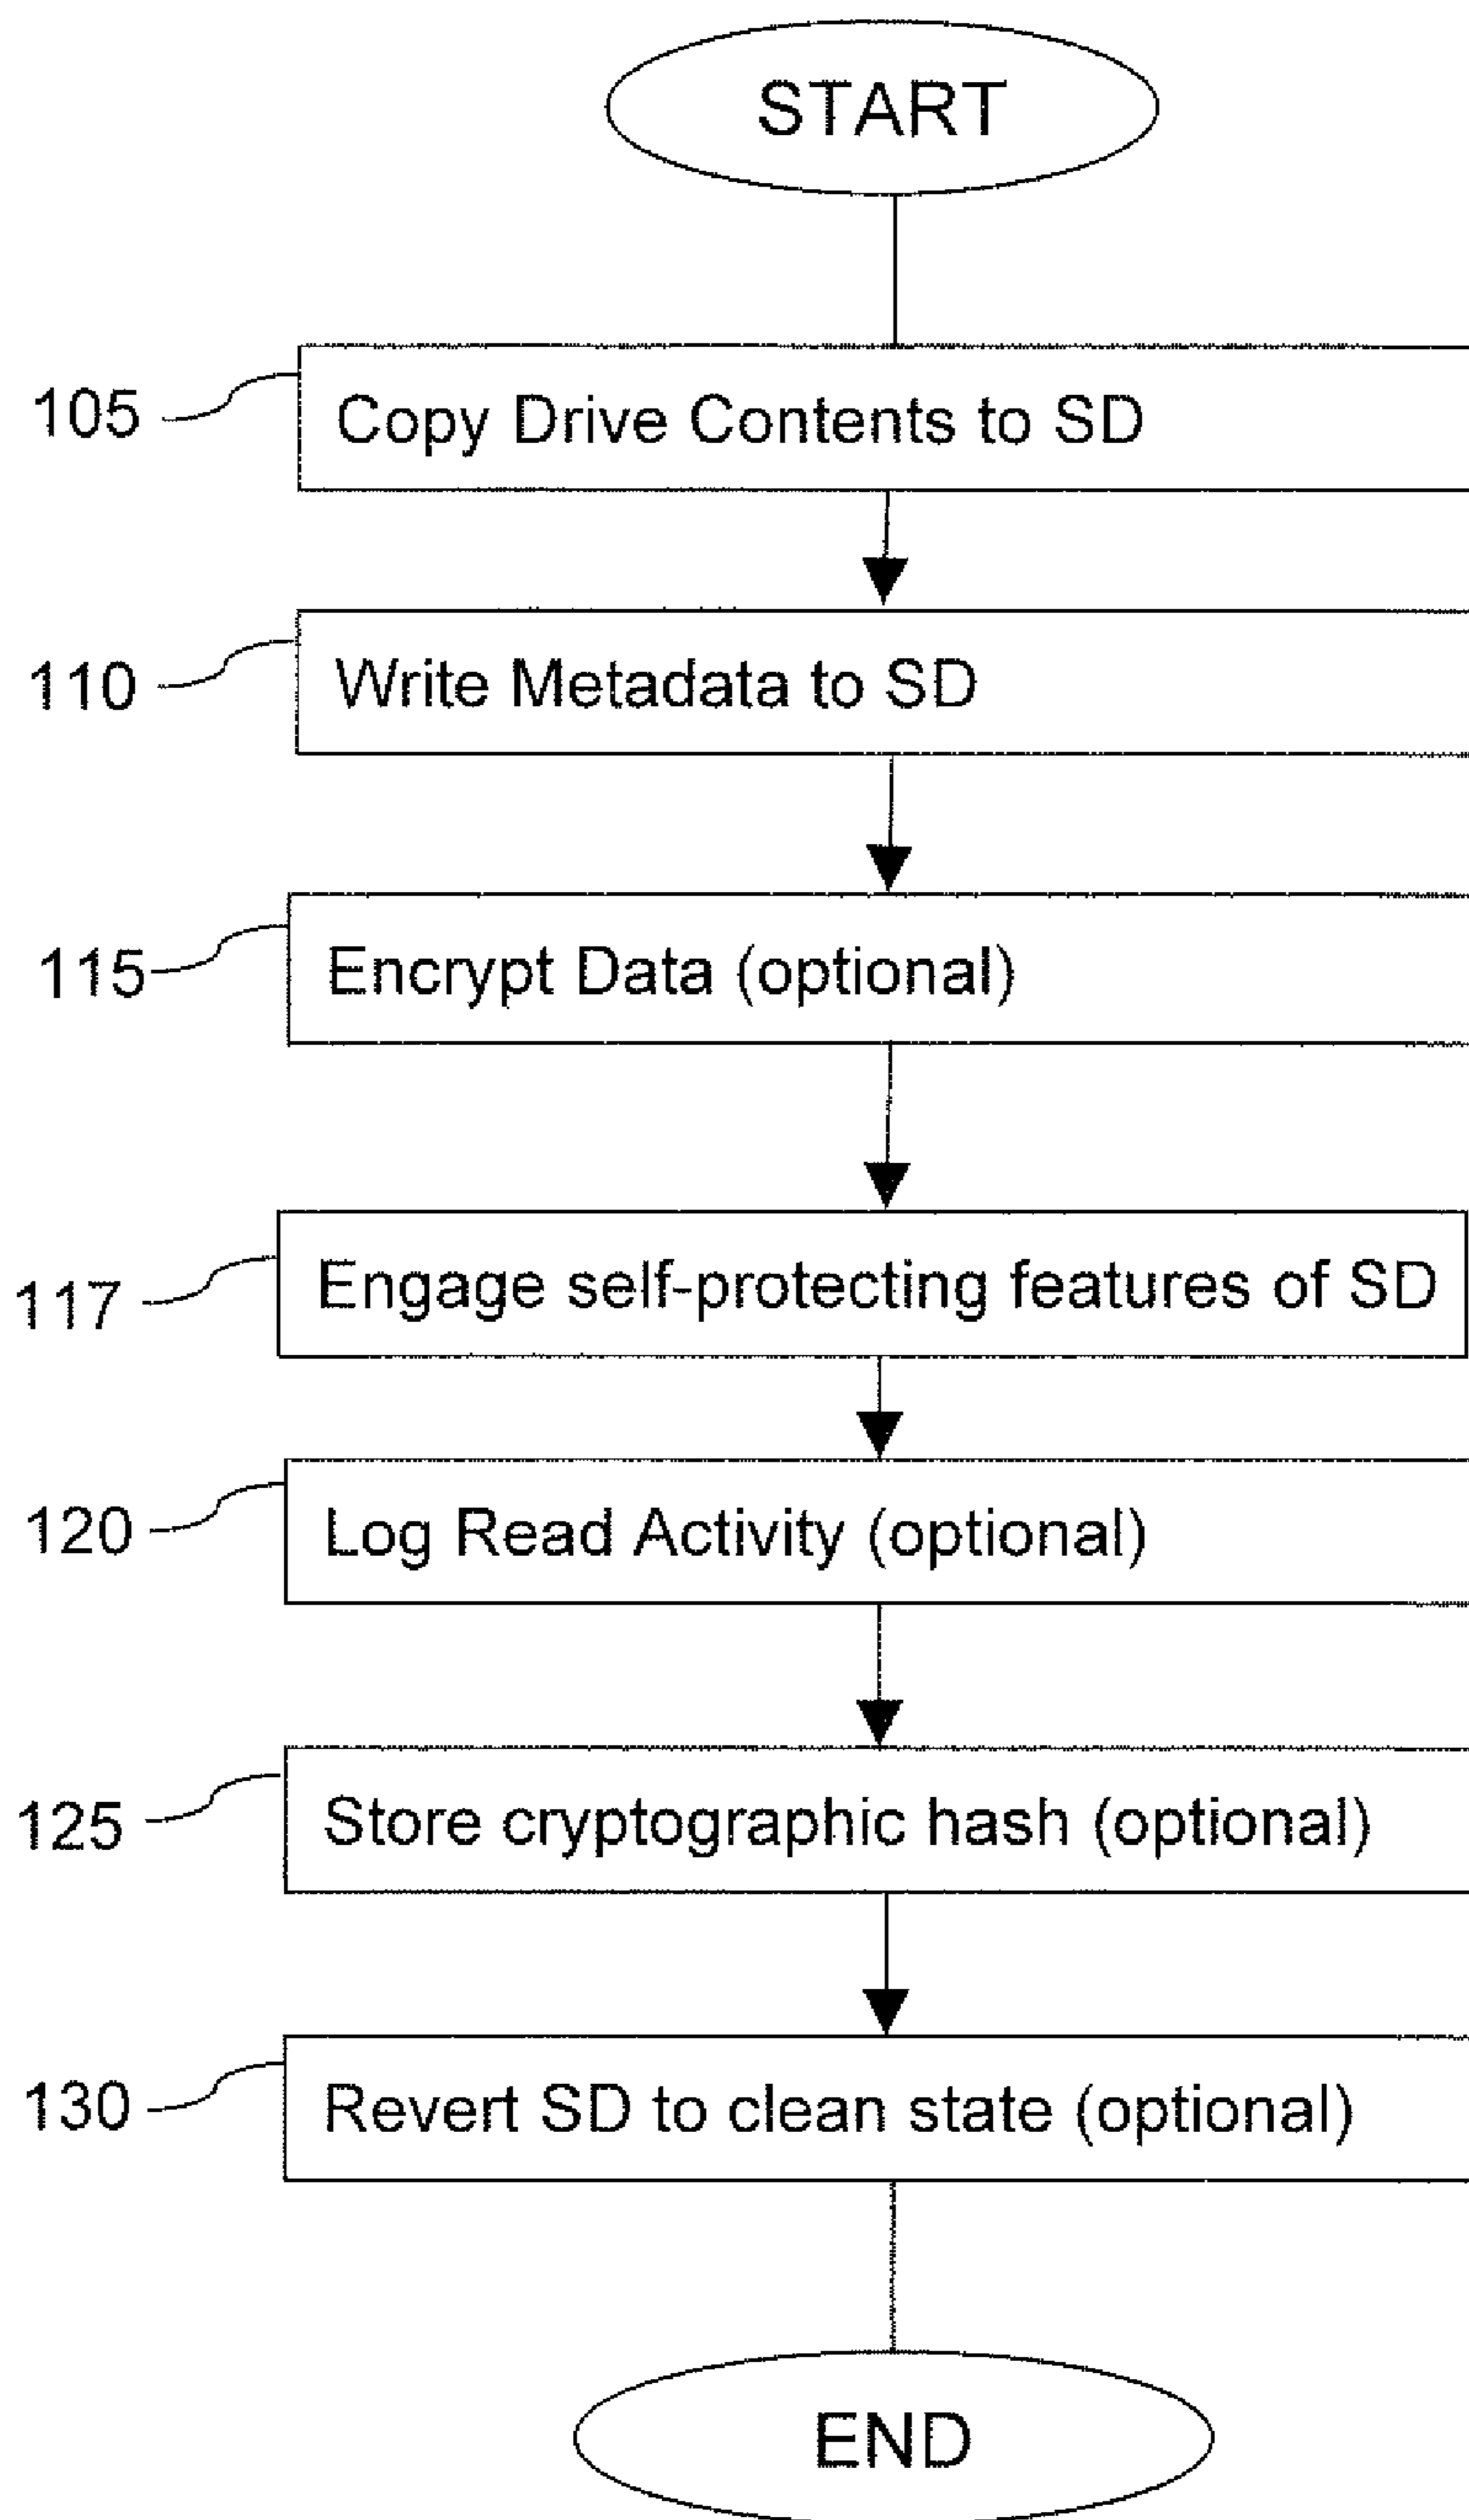 START
105 Copy Drive Contents to SD
110 Write Metadata to SD
115 Encrypt Data (optional)
117 Engage self-protecting features of SD
120 Log Read Activity (optional)
125 Store cryptographic hash (optional)
130 Revert SD to clean state (optional)
END